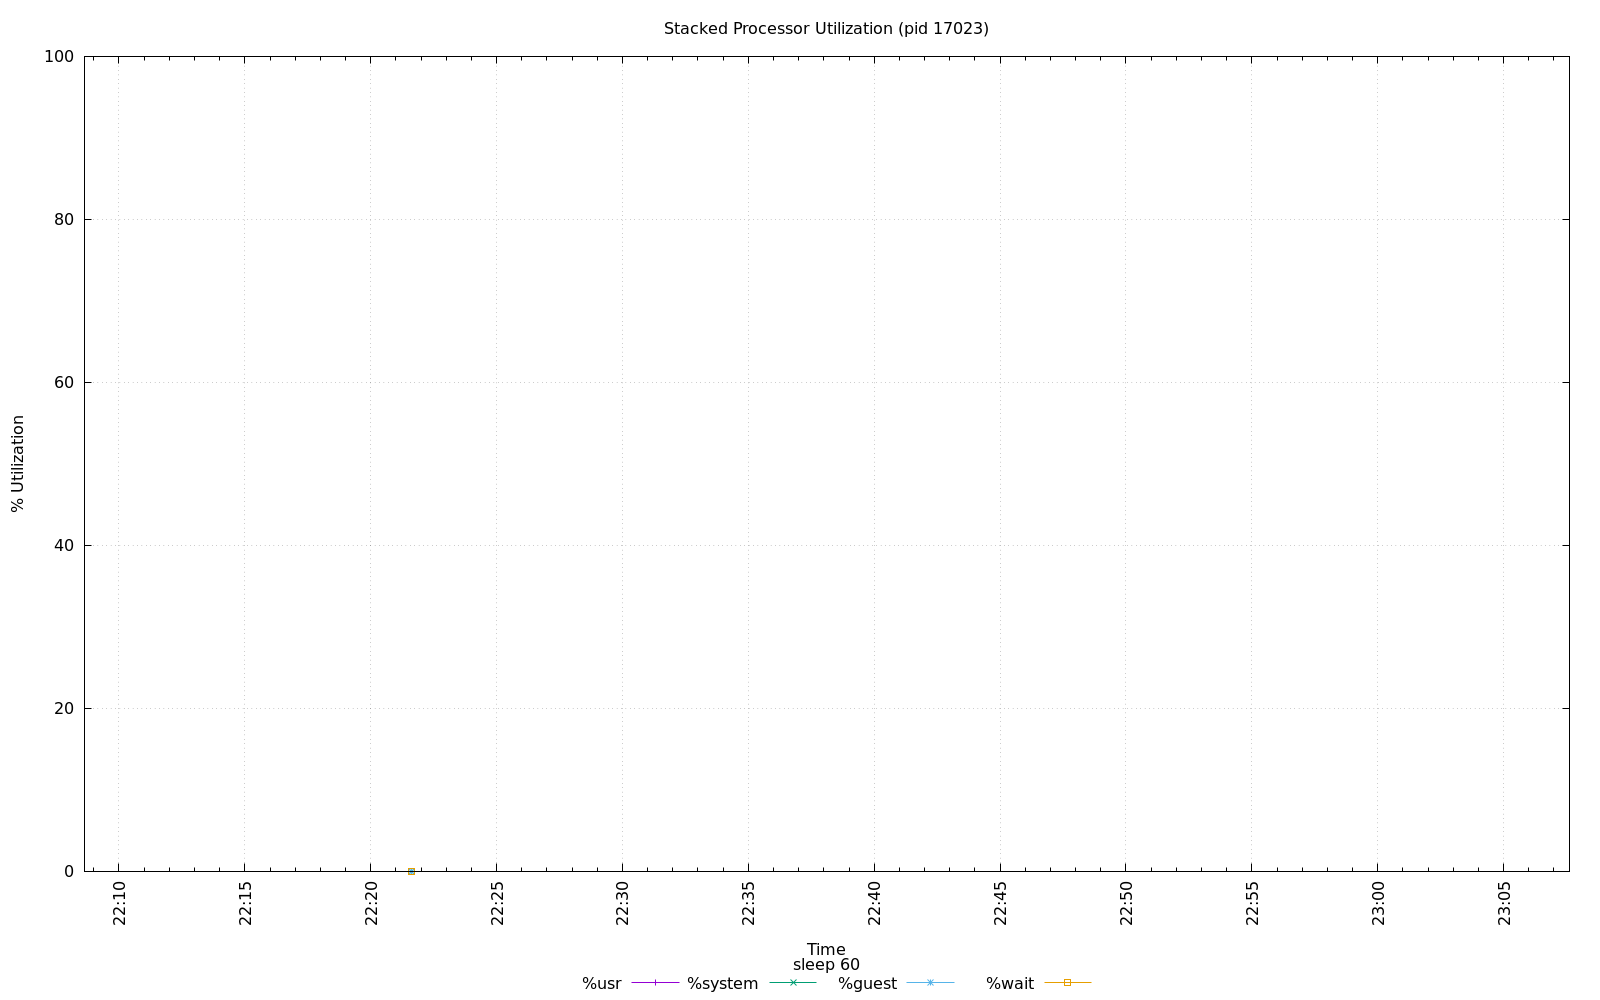 Stacked Processor Utilization (pid 17023)
100
80
60
40
20
0
% Utilization
22:10 22:15 22:20 22:25 22:30 22:35 22:40 22:45 22:50 22:55 23:00 23:05
Time
sleep 60
%usr %system %guest %wait